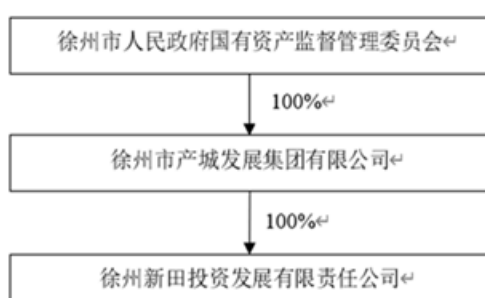 徐州市人民政府国有资产监督管理委员会↵
100%↵
徐州市产城发展集团有限公司↵
100%↵
徐州新田投资发展有限责任公司↵